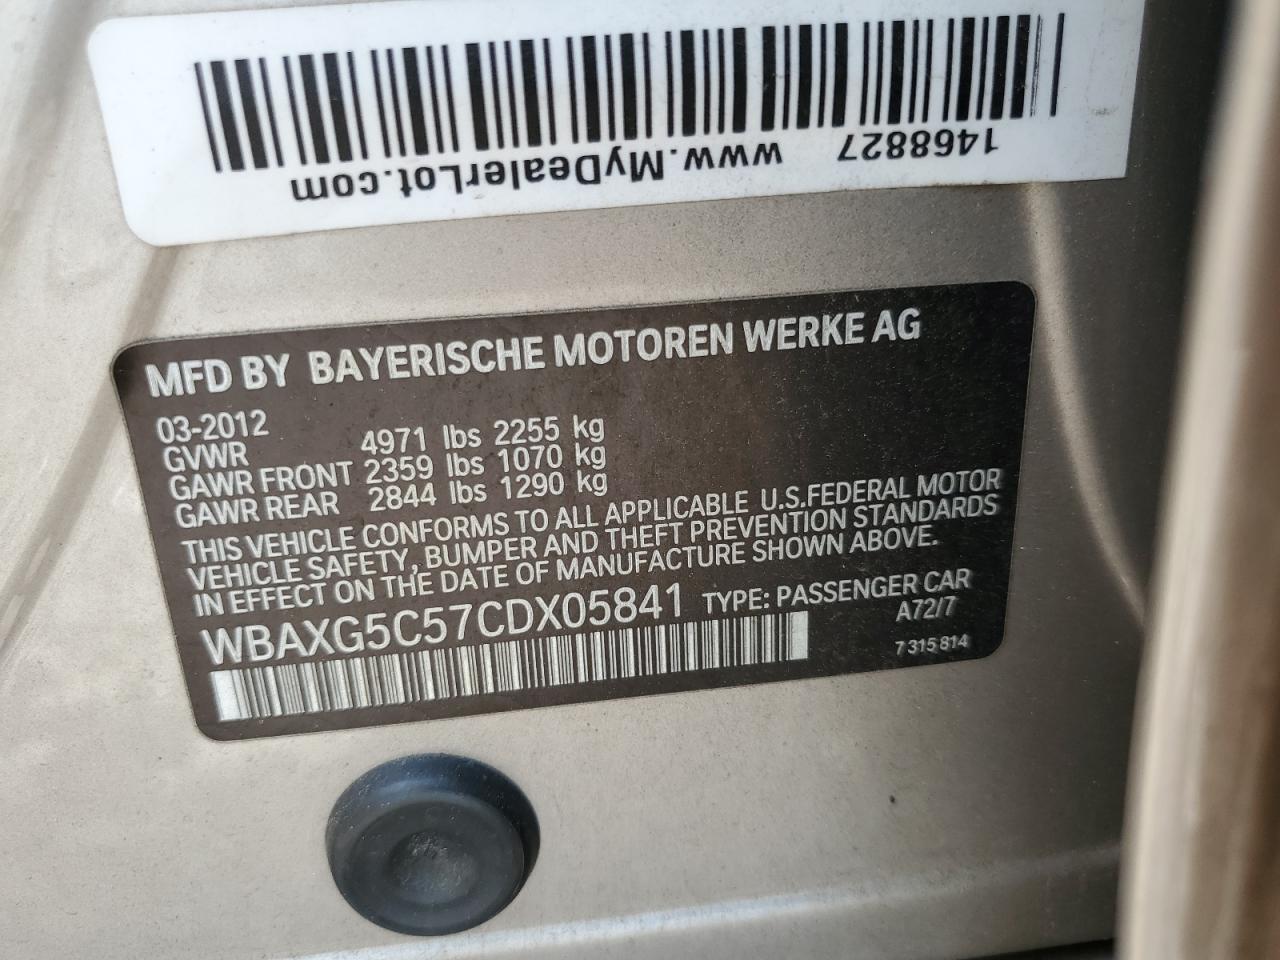 1468827 www.MyDealerLot.com
MFD BY BAYERISCHE MOTOREN WERKE AG
03-2012
GVWR 4971 lbs 2255 kg
GAWR FRONT 2359 lbs 1070 kg
GAWR REAR 2844 lbs 1290 kg
THIS VEHICLE CONFORMS TO ALL APPLICABLE U.S.FEDERAL MOTOR
VEHICLE SAFETY, BUMPER AND THEFT PREVENTION STANDARDS
IN EFFECT ON THE DATE OF MANUFACTURE SHOWN ABOVE.
WBAXG5C57CDX05841 TYPE: PASSENGER CAR
A72/7
7 315 814